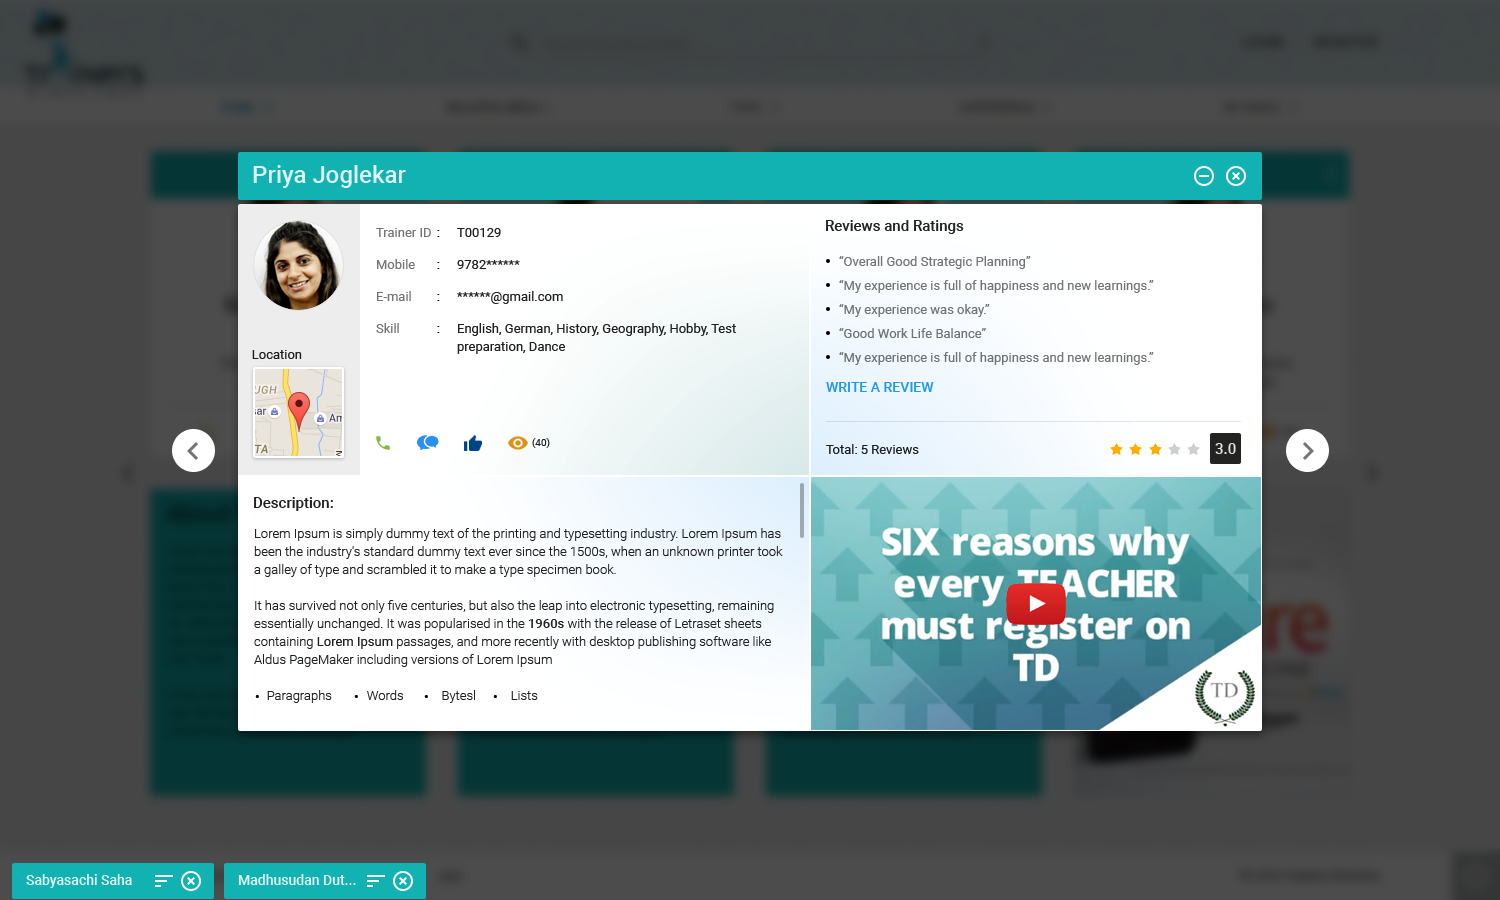 Priya Joglekar
Trainer ID : T00129
Mobile : 9782******
E-mail : ******@gmail.com
Skill : English, German, History, Geography, Hobby, Test
preparation, Dance
Location
UGH
sar
Am
TA
(40)
Reviews and Ratings
• “Overall Good Strategic Planning”
• “My experience is full of happiness and new learnings.”
• “My experience was okay.”
• “Good Work Life Balance”
• “My experience is full of happiness and new learnings.”
WRITE A REVIEW
Total: 5 Reviews
3.0
Description:
Lorem Ipsum is simply dummy text of the printing and typesetting industry. Lorem Ipsum has
been the industry's standard dummy text ever since the 1500s, when an unknown printer took
a galley of type and scrambled it to make a type specimen book.
It has survived not only five centuries, but also the leap into electronic typesetting, remaining
essentially unchanged. It was popularised in the 1960s with the release of Letraset sheets
containing Lorem Ipsum passages, and more recently with desktop publishing software like
Aldus PageMaker including versions of Lorem Ipsum
• Paragraphs • Words • Bytesl • Lists
SIX reasons why
every TEACHER
must register on
TD
TD
Sabyasachi Saha
Madhusudan Dut...